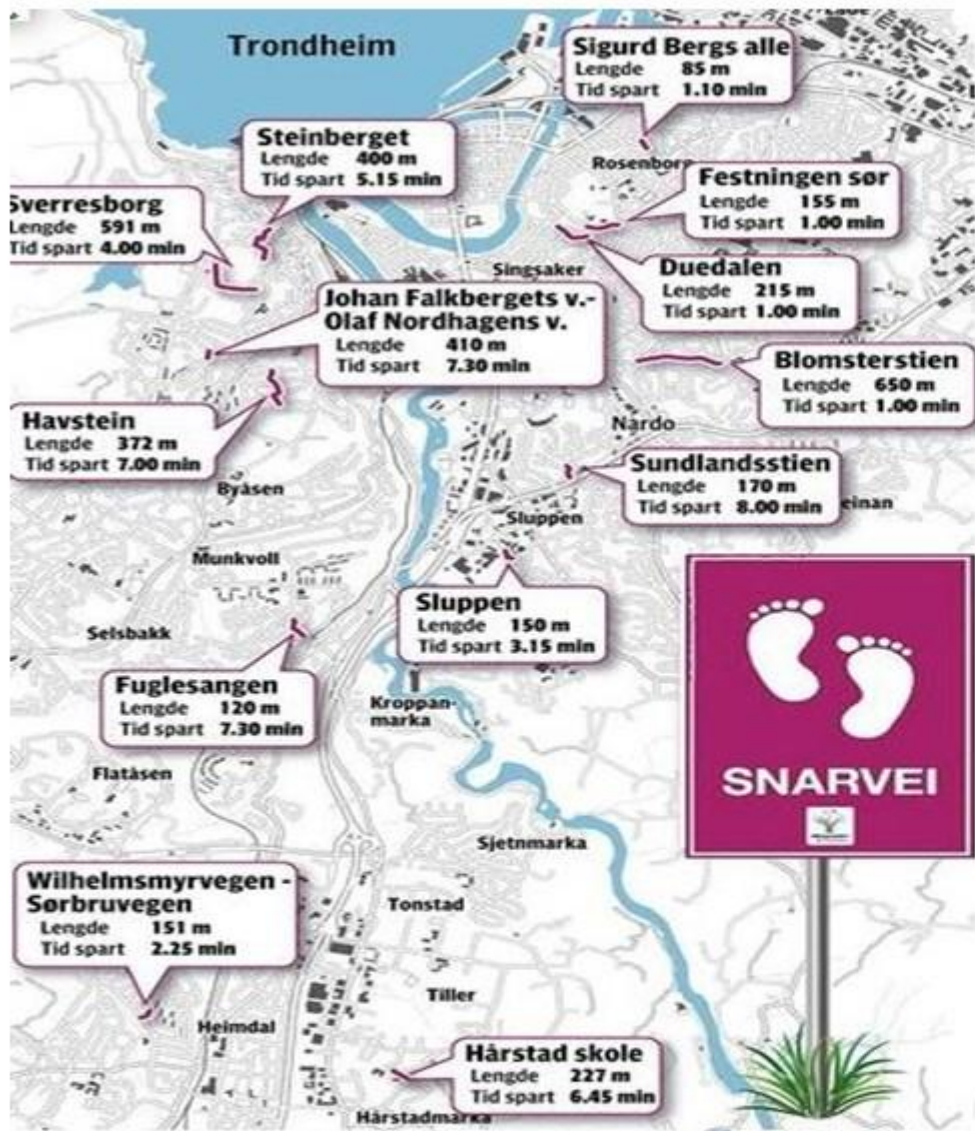 Trondheim
Sigurd Bergs alle
Lengde 85 m
Tid spart 1.10 min
Steinberget
Lengde 400 m
Tid spart 5.15 min
Rosenborg
Festningen sør
Lengde 155 m
Tid spart 1.00 min
Sverresborg
Lengde 591 m
Tid spart 4.00 min
Singsaker
Duedalen
Lengde 215 m
Tid spart 1.00 min
Johan Falkbergets v.-
Olaf Nordhagens v.
Lengde 410 m
Tid spart 7.30 min
Blomsterstien
Lengde 650 m
Tid spart 1.00 min
Havstein
Lengde 372 m
Tid spart 7.00 min
Nardo
Sundlandsstien
Lengde 170 m
Tid spart 8.00 min
Byåsen
einan
Sluppen
Munkvoll
Sluppen
Lengde 150 m
Tid spart 3.15 min
Selsbakk
Fuglesangen
Lengde 120 m
Tid spart 7.30 min
Kroppan-
marka
Flatåsen
SNARVEI
Sjetnmarka
Wilhelmsmyrvegen -
Sørbruvegen
Lengde 151 m
Tid spart 2.25 min
Tonstad
Tiller
Heimdal
Hårstad skole
Lengde 227 m
Tid spart 6.45 min
Hårstadmarka